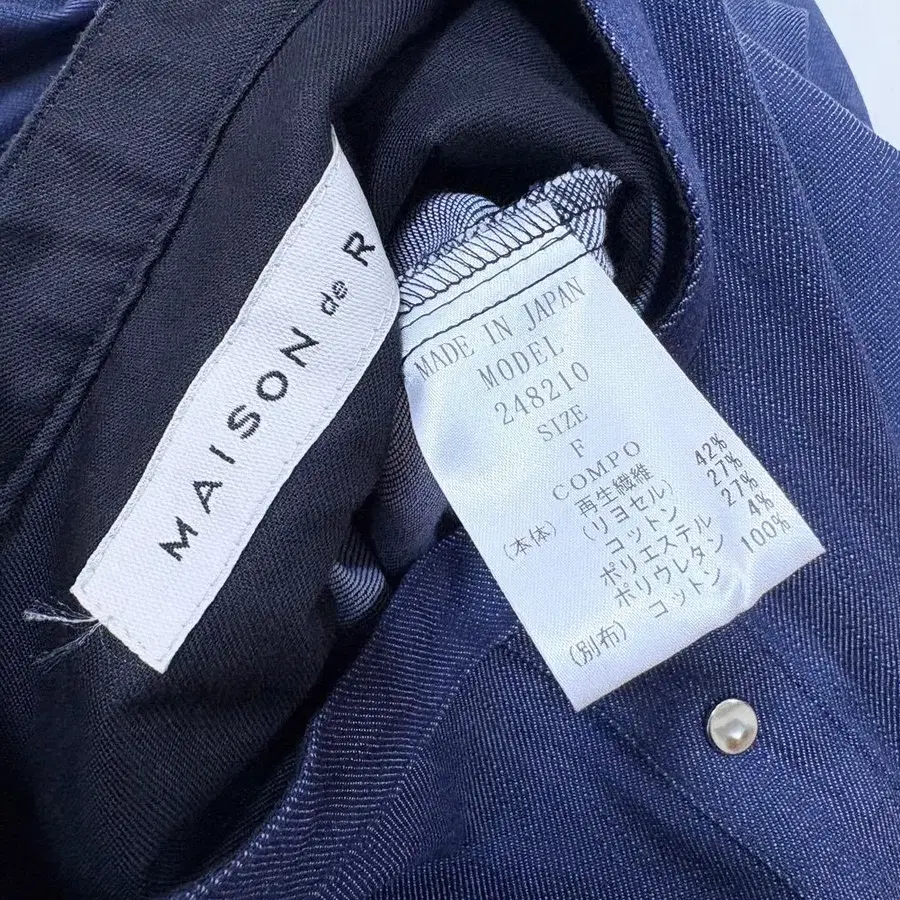 MAISON de R
MADE IN JAPAN
MODEL
248210
SIZE
F
COMPO
(本体) 再生繊維 42%
(リヨセル)
コットン 27%
ポリエステル 27%
ポリウレタン 4%
(別布) コットン 100%